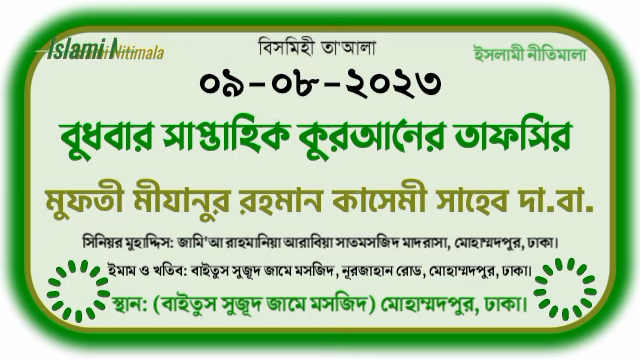 Islami Nitimala
বিসমিহী তা'আলা
ইসলামী নীতিমালা
০৯-০৮-২০২৩
বুধবার সাপ্তাহিক কুরআনের তাফসির
মুফতী মীযানুর রহমান কাসেমী সাহেব দা.বা.
সিনিয়র মুহাদ্দিস: জামি'আ রাহমানিয়া আরাবিয়া সাতমসজিদ মাদরাসা, মোহাম্মদপুর, ঢাকা।
ইমাম ও খতিব: বাইতুস সুজূদ জামে মসজিদ, নূরজাহান রোড, মোহাম্মদপুর, ঢাকা।
স্থান: (বাইতুস সুজূদ জামে মসজিদ) মোহাম্মদপুর, ঢাকা।